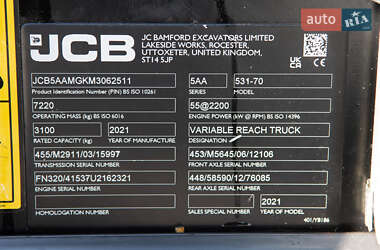 AUTO
RIA
JCB
JC BAMFORD EXCAVATORS LIMITED
LAKESIDE WORKS, ROCESTER,
UTTOXETER,
UNITED KINGDOM,
ST14 5JP
UK
CA
CE
JCB5AAMGKM3062511
Product Identification Number (PIN) BS ISO 10261
5AA
SERIES
531-70
MODEL
7220
OPERATING MASS (kg) BS ISO 6016
55@2200
ENGINE POWER (kW @ RPM) BS ISO 14396
3100
RATED CAPACITY (kg)
2021
YEAR OF MANUFACTURE
VARIABLE REACH TRUCK
DESIGNATION
455/M2911/03/15997
TRANSMISSION SERIAL NUMBER
453/M5645/06/12106
FRONT AXLE SERIAL NUMBER
FN320/41537U2162321
ENGINE SERIAL NUMBER
448/58590/12/76085
REAR AXLE SERIAL NUMBER
HOMOLOGATION NUMBER
SALES SPECIAL NUMBER
2021
MODEL YEAR